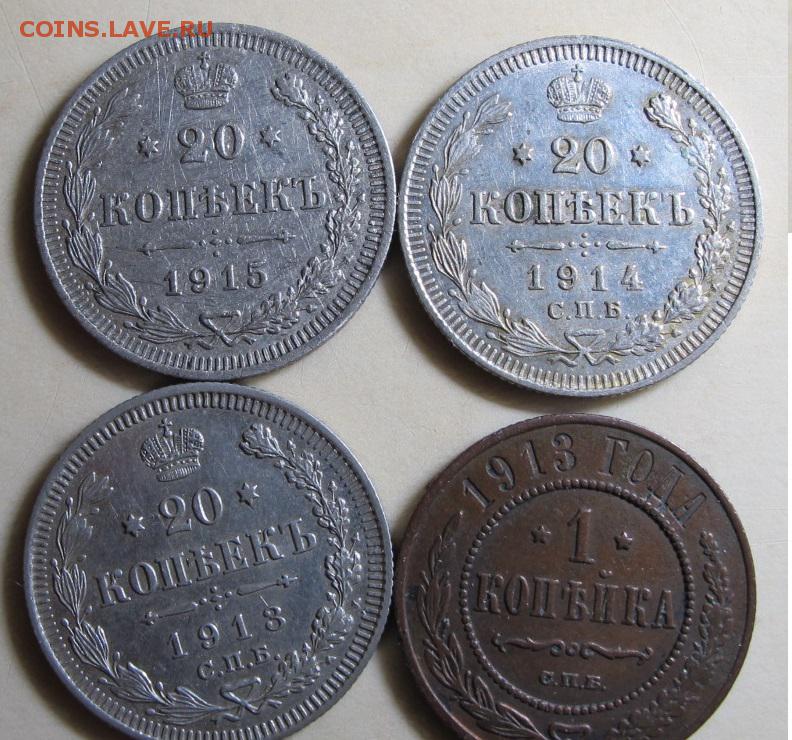 COINS.LAVE.RU
20
КОПѢЕКЪ
1915
20
КОПѢЕКЪ
1914
С.П.Б.
20
КОПѢЕКЪ
1913
С.П.Б.
1913 ГОДА
1
КОПѢЙКА
С.П.Б.